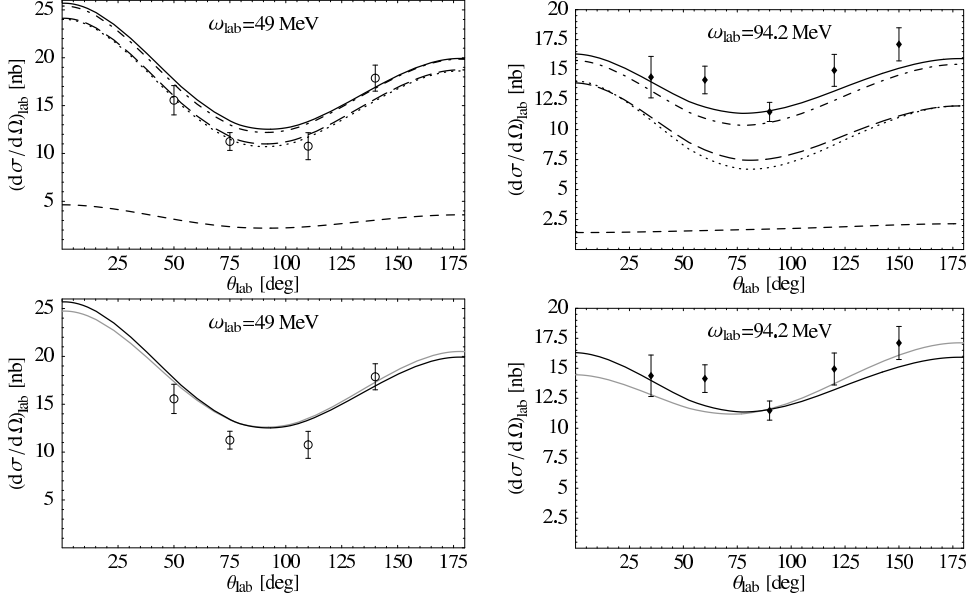 ω_lab=49 MeV
(dσ/dΩ)_lab [nb]
25
20
15
10
5
25 50 75 100 125 150 175
θ_lab [deg]
ω_lab=94.2 MeV
(dσ/dΩ)_lab [nb]
20
17.5
15
12.5
10
7.5
5
2.5
25 50 75 100 125 150 175
θ_lab [deg]
ω_lab=49 MeV
(dσ/dΩ)_lab [nb]
25
20
15
10
5
25 50 75 100 125 150 175
θ_lab [deg]
ω_lab=94.2 MeV
(dσ/dΩ)_lab [nb]
20
17.5
15
12.5
10
7.5
5
2.5
25 50 75 100 125 150 175
θ_lab [deg]